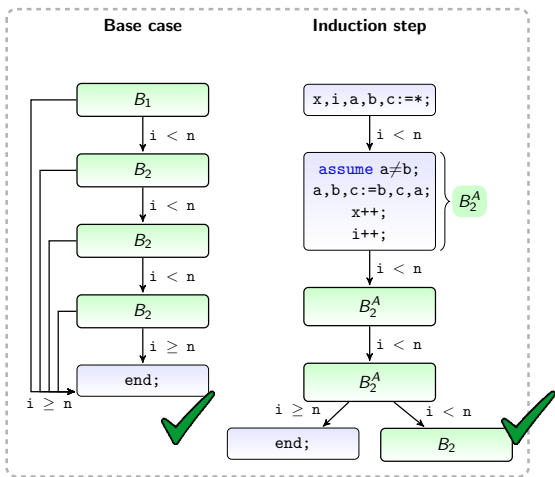 Base case
B₁
i < n
B₂
i < n
B₂
i < n
B₂
i ≥ n
end;
i ≥ n
Induction step
x,i,a,b,c:=*;
i < n
assume a≠b;
a,b,c:=b,c,a;
x++;
i++;
B₂ᴬ
i < n
B₂ᴬ
i < n
B₂ᴬ
i ≥ n
i < n
end;
B₂